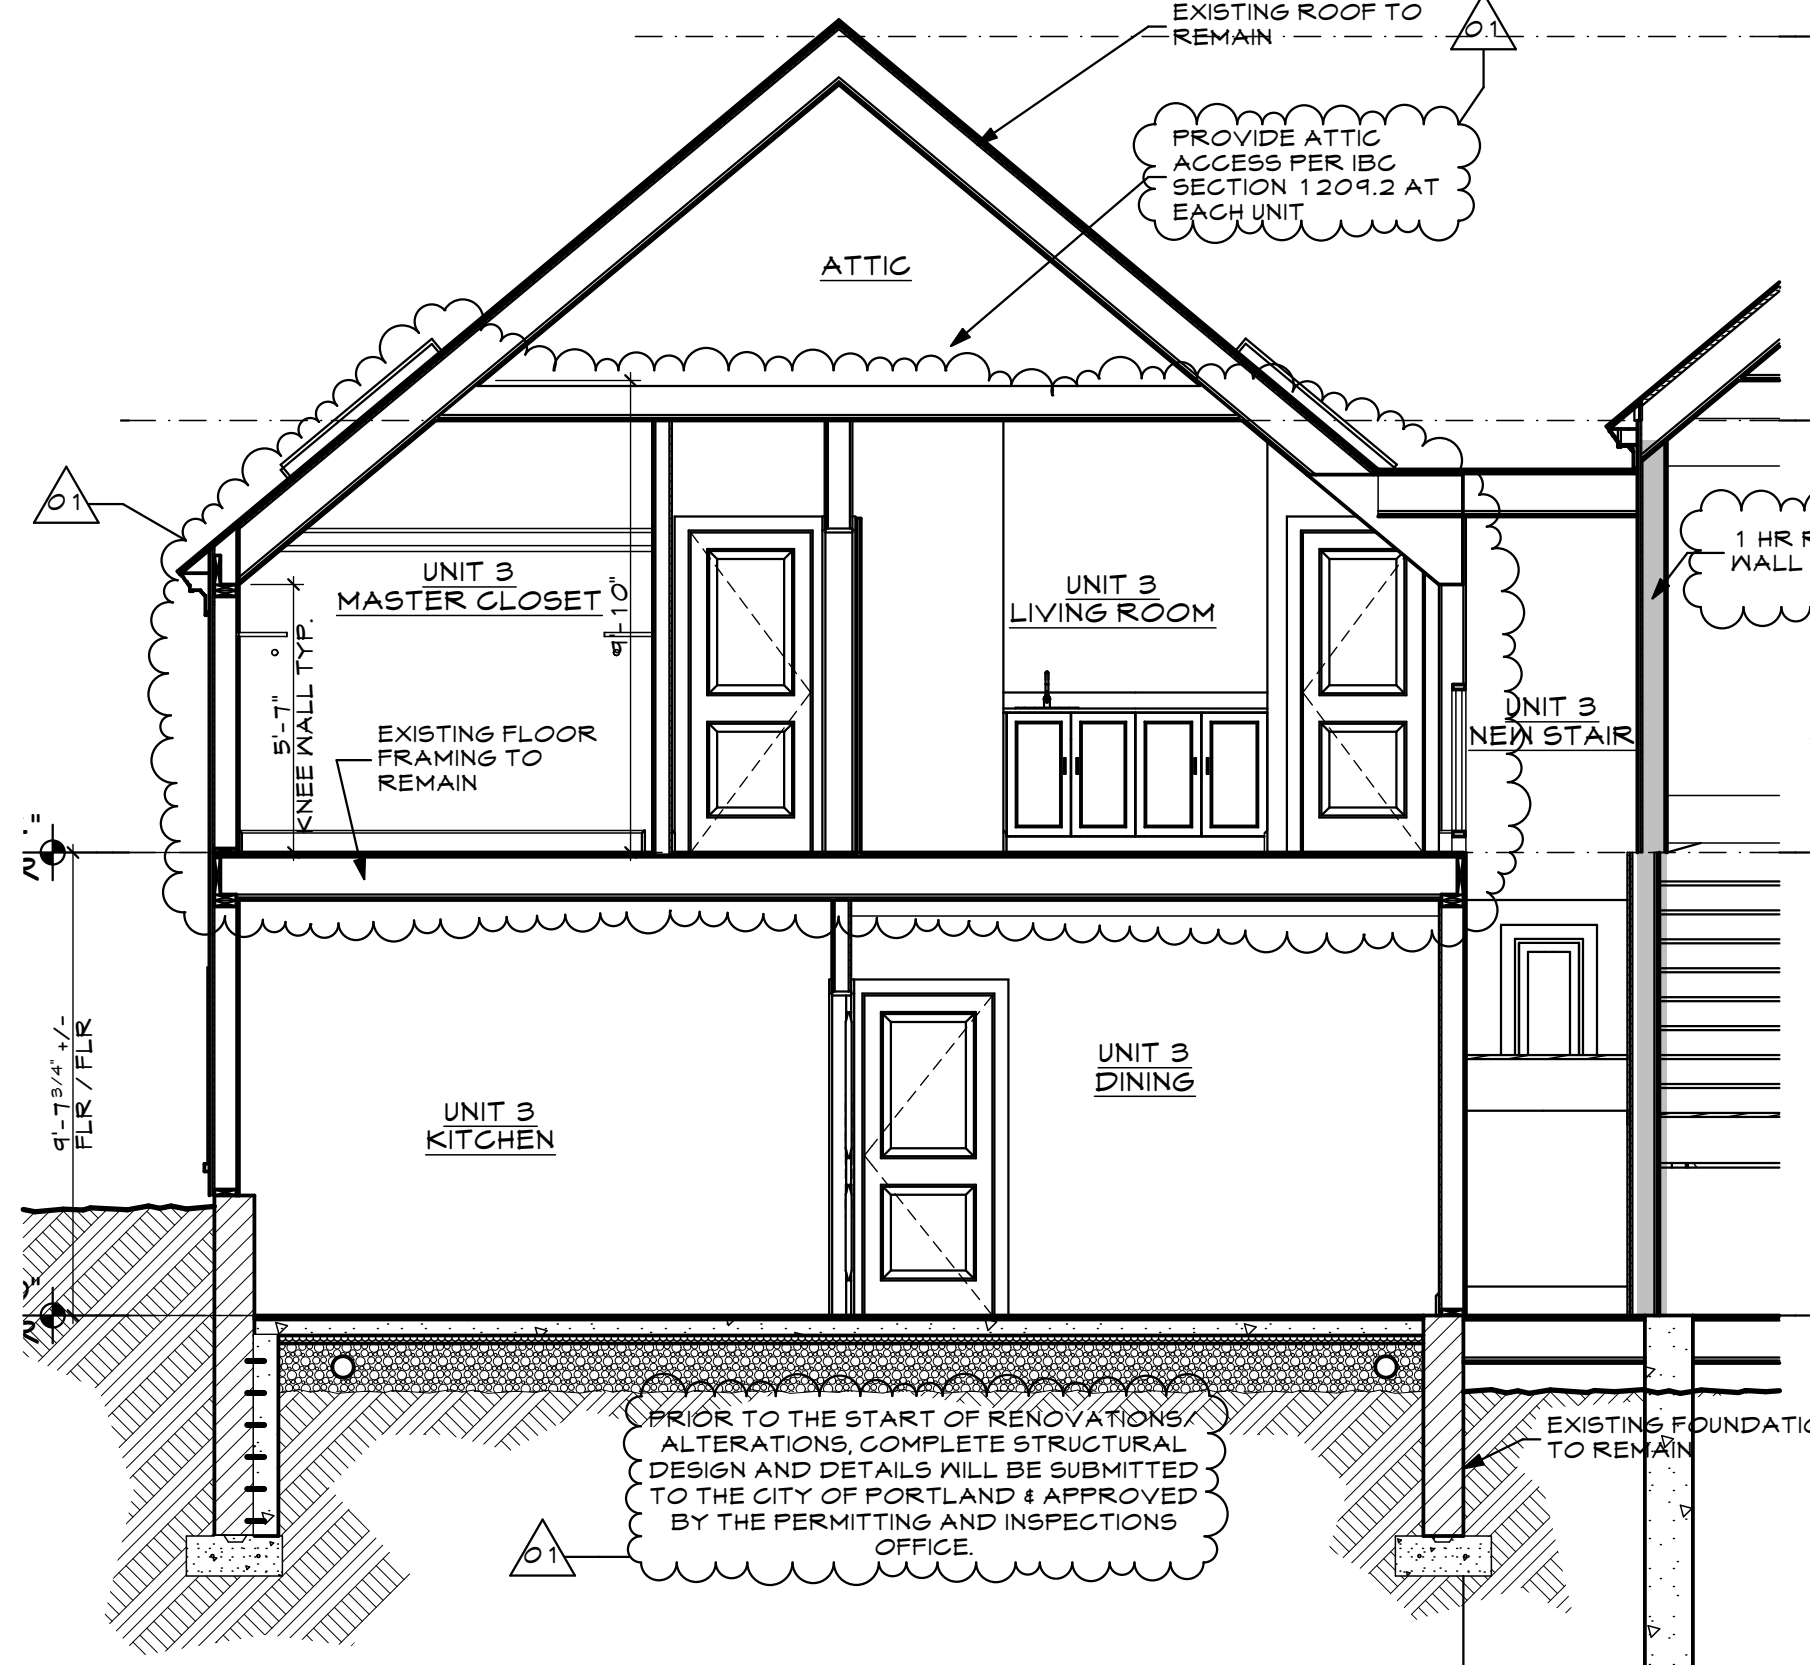 EXISTING ROOF TO
REMAIN
01
PROVIDE ATTIC
ACCESS PER IBC
SECTION 1209.2 AT
EACH UNIT
ATTIC
01
1 HR
WALL
UNIT 3
MASTER CLOSET
9'-10"
UNIT 3
LIVING ROOM
5'-7"
KNEE WALL TYP.
EXISTING FLOOR
FRAMING TO
REMAIN
UNIT 3
NEW STAIR
9'-7 3/4" +/-
FLR / FLR
UNIT 3
KITCHEN
UNIT 3
DINING
PRIOR TO THE START OF RENOVATIONS/
ALTERATIONS, COMPLETE STRUCTURAL
DESIGN AND DETAILS WILL BE SUBMITTED
TO THE CITY OF PORTLAND & APPROVED
BY THE PERMITTING AND INSPECTIONS
OFFICE.
01
EXISTING FOUNDATIO
TO REMAIN